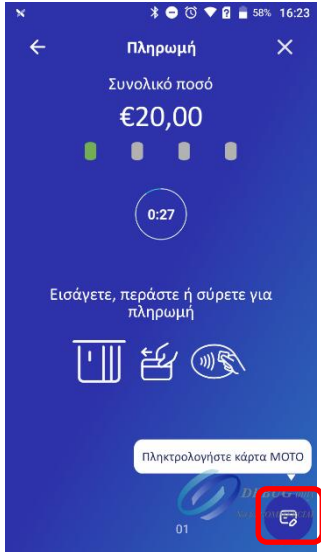 58% 16:23
Πληρωμή
Συνολικό ποσό
€20,00
0:27
Εισάγετε, περάστε ή σύρετε για
πληρωμή
Πληκτρολογήστε κάρτα MOTO
DEBUG
01